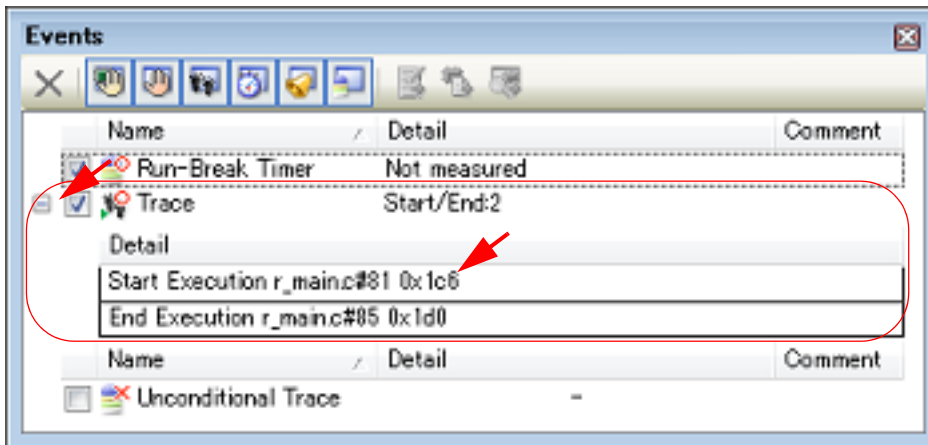 Events
Name Detail Comment
Run-Break Timer Not measured
Trace Start/End:2
Detail
Start Execution r_main.c#81 0x1c6
End Execution r_main.c#85 0x1d0
Name Detail Comment
Unconditional Trace -